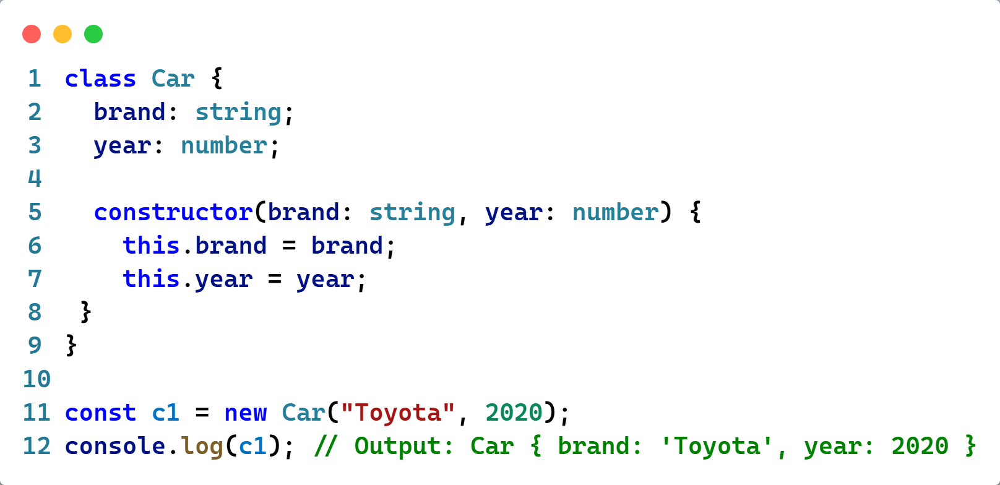 1 class Car {
2   brand: string;
3   year: number;
4
5   constructor(brand: string, year: number) {
6     this.brand = brand;
7     this.year = year;
8  }
9 }
10
11 const c1 = new Car("Toyota", 2020);
12 console.log(c1); // Output: Car { brand: 'Toyota', year: 2020 }